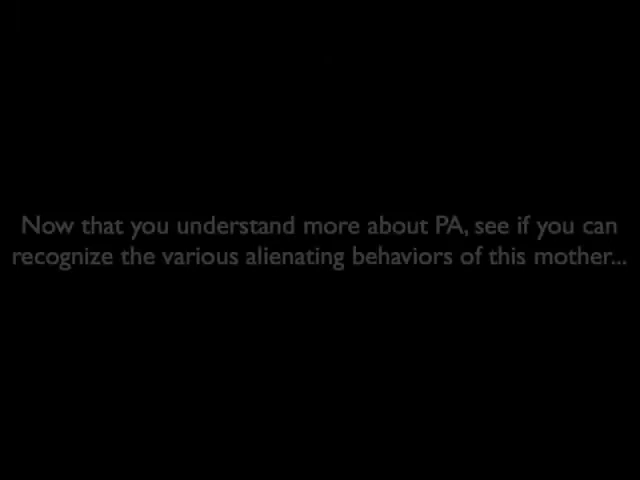 Now that you understand more about PA, see if you can
recognize the various alienating behaviors of this mother...